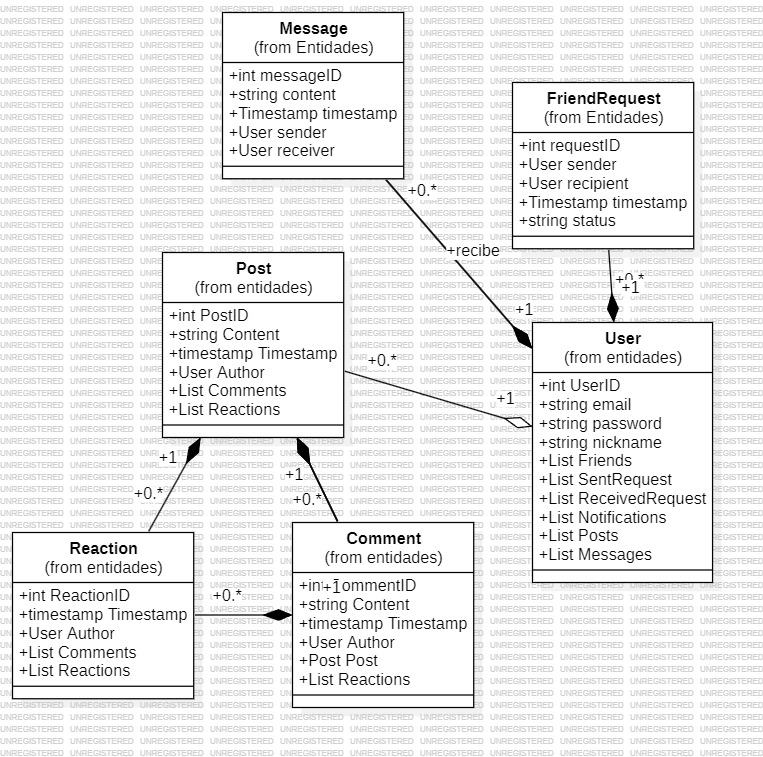 Message
(from Entidades)
+int messageID
+string content
+Timestamp timestamp
+User sender
+User receiver
FriendRequest
(from Entidades)
+int requestID
+User sender
+User recipient
+Timestamp timestamp
+string status
+0.*
+recibe
+1
+0.*
+1
Post
(from entidades)
+int PostID
+string Content
+timestamp Timestamp
+User Author
+List Comments
+List Reactions
+0.*
+1
User
(from entidades)
+int UserID
+string email
+string password
+string nickname
+List Friends
+List SentRequest
+List ReceivedRequest
+List Notifications
+List Posts
+List Messages
+1
+0.*
+1
+0.*
Reaction
(from entidades)
+int ReactionID
+timestamp Timestamp
+User Author
+List Comments
+List Reactions
+0.*
+1
Comment
(from entidades)
+int CommentID
+string Content
+timestamp Timestamp
+User Author
+Post Post
+List Reactions
UNREGISTERED